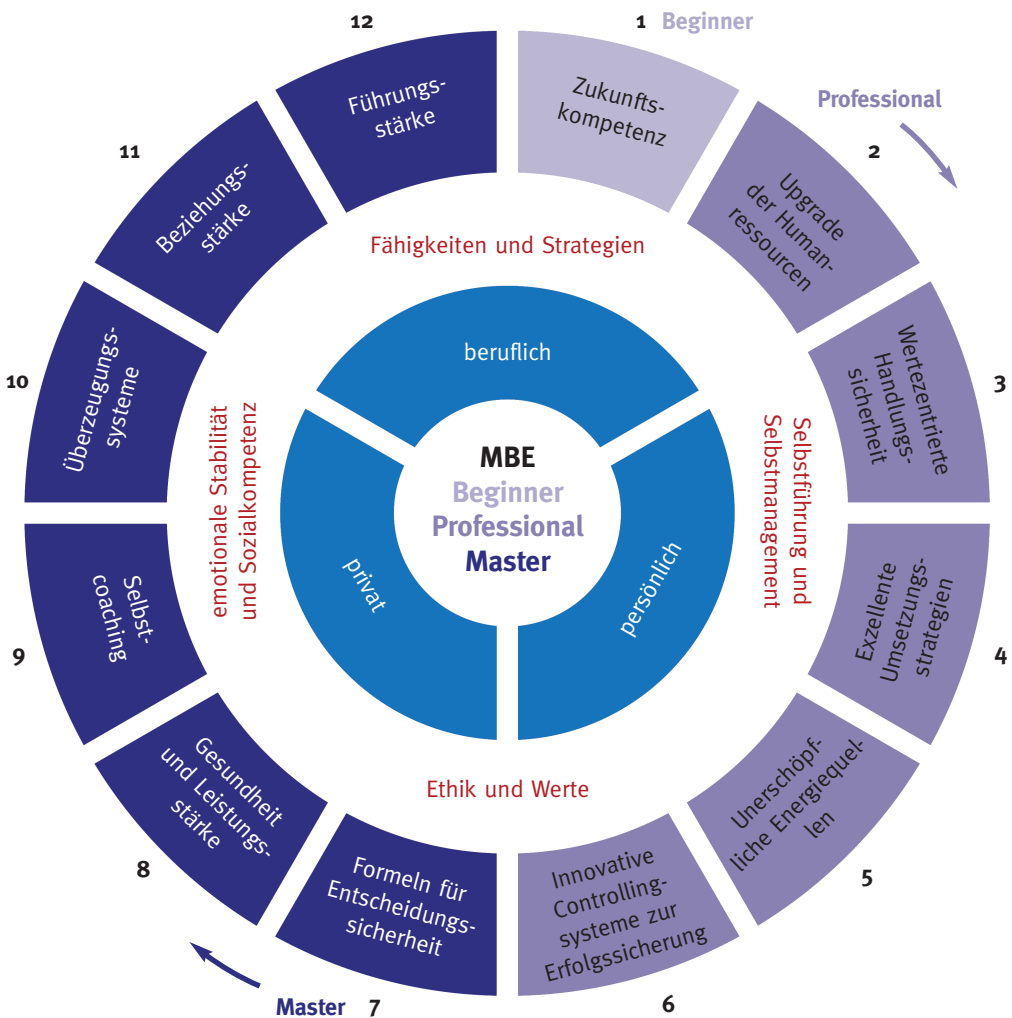 1 Beginner
Zukunfts-
kompetenz
Professional
2
Upgrade
der Human-
ressourcen
3
Wertezentrierte
Handlungs-
sicherheit
4
Exzellente
Umsetzungs-
strategien
5
Unerschöpf-
liche Energiequel-
len
6
Innovative
Controlling-
systeme zur
Erfolgssicherung
Master 7
Formeln für
Entscheidungs-
sicherheit
8
Gesundheit
und Leistungs-
stärke
9
Selbst-
coaching
10
Überzeugungs-
systeme
11
Beziehungs-
stärke
12
Führungs-
stärke
Fähigkeiten und Strategien
Selbstführung und
Selbstmanagement
Ethik und Werte
emotionale Stabilität
und Sozialkompetenz
beruflich
persönlich
privat
MBE
Beginner
Professional
Master